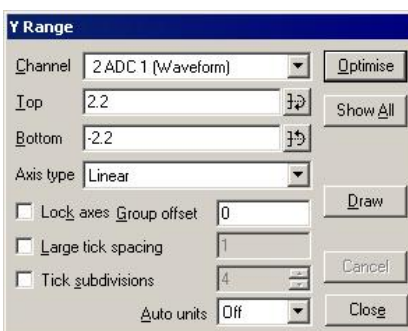 Y Range
Channel 2 ADC 1 (Waveform) Optimise
Top 2.2 Show All
Bottom -2.2
Axis type Linear
Lock axes Group offset 0 Draw
Large tick spacing 1
Tick subdivisions 4 Cancel
Auto units Off Close